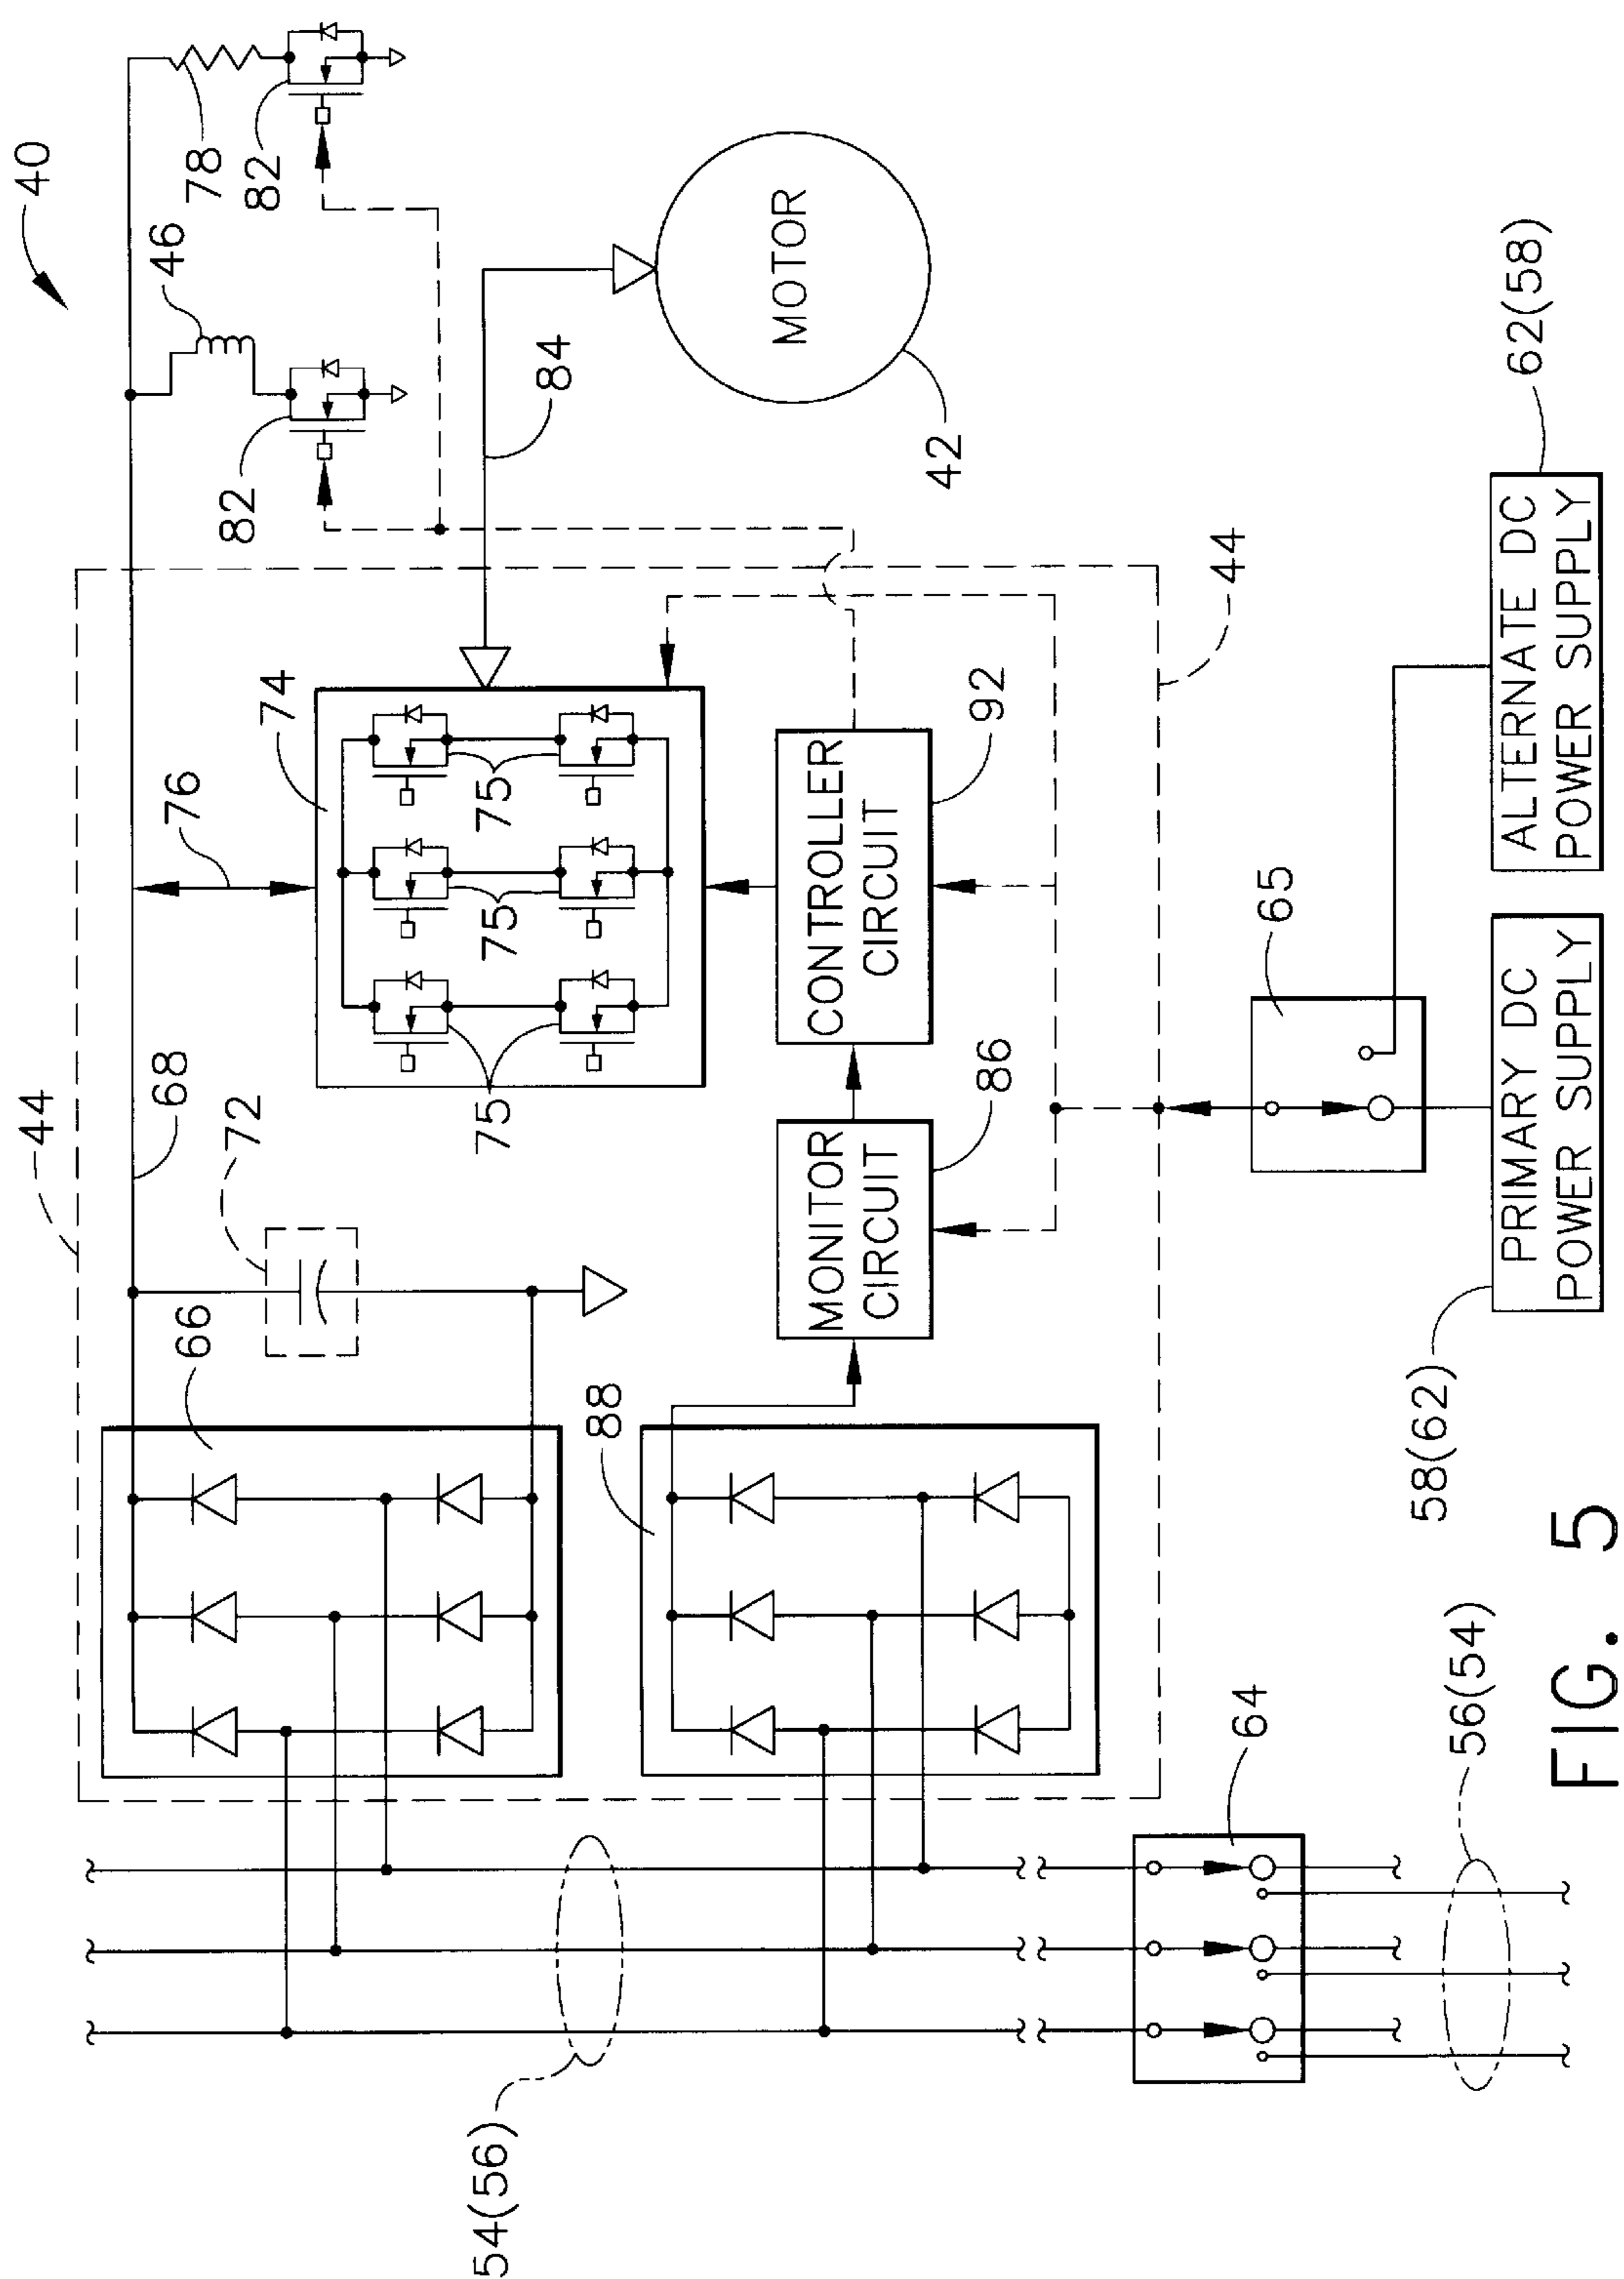 40
44
68
76
46
78
82
82
72
66
74
75
75
75
84
MOTOR
42
88
MONITOR
CIRCUIT
86
CONTROLLER
CIRCUIT
92
44
54(56)
64
65
56(54)
58(62)
PRIMARY DC
POWER SUPPLY
ALTERNATE DC
POWER SUPPLY
62(58)
FIG. 5